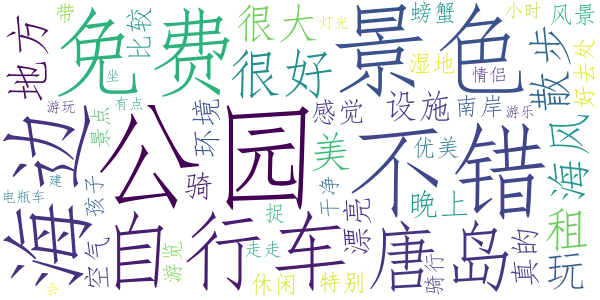 带
比较
很大
灯光
景色
螃蟹
小时
风景
地方
免费
很好
湿地
情侣
散步
好去处
游玩
景点
有点
坐
环境
感觉
设施
南岸
游乐
海边
公园
美
不错
优美
海风
电瓶车
建
孩子
骑
捉
干净
晚上
租
空气
自行车
漂亮
唐岛
真的
玩
游览
走走
休闲
特别
骑行